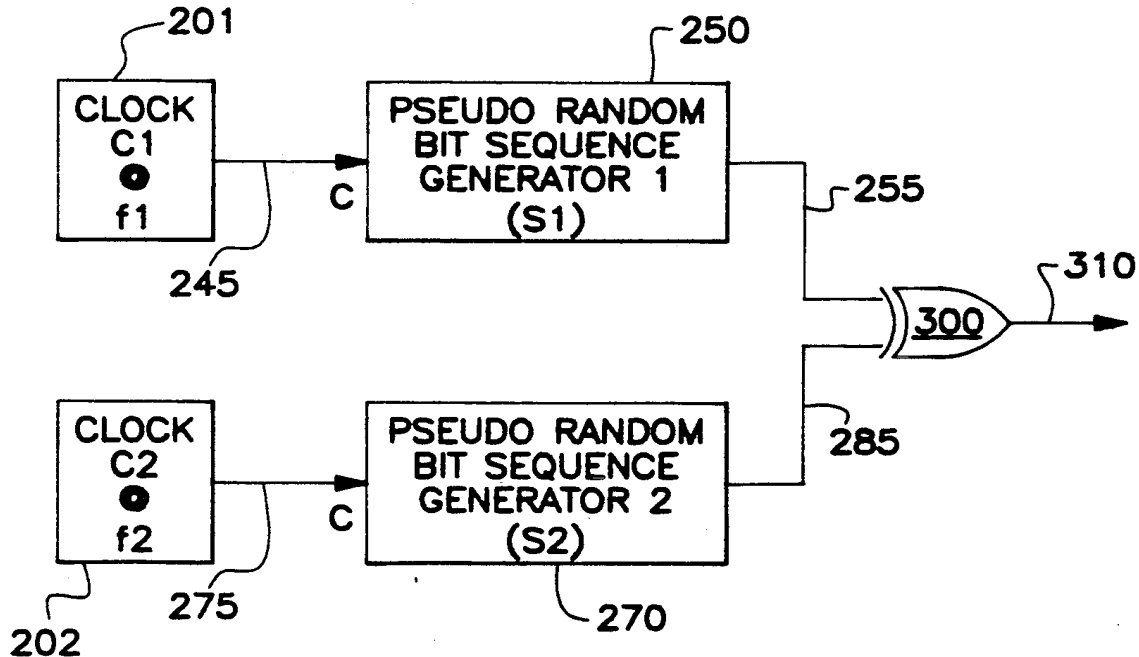 201
CLOCK
C1
f1
245
C
250
PSEUDO RANDOM
BIT SEQUENCE
GENERATOR 1
(S1)
255
300
310
CLOCK
C2
f2
202
275
C
PSEUDO RANDOM
BIT SEQUENCE
GENERATOR 2
(S2)
270
285